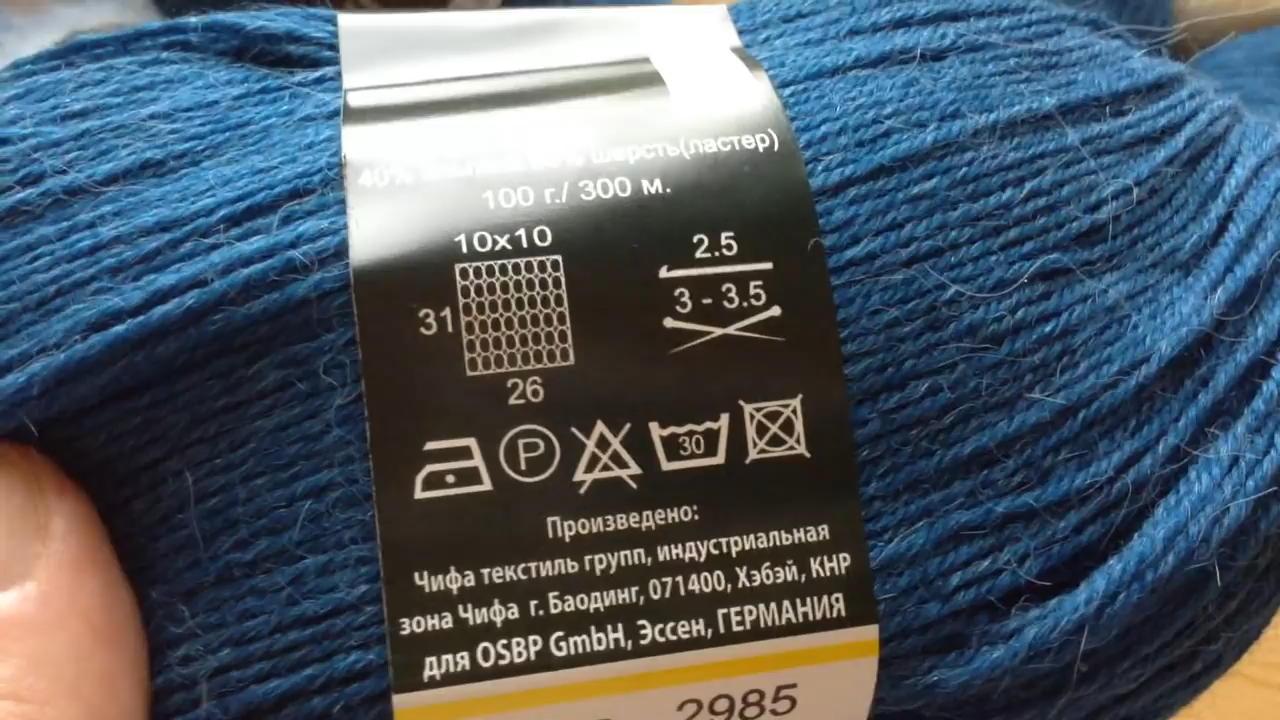 40% шерсть(ластер)
100 г./ 300 м.
10x10
31
26
2.5
3 - 3.5
P
30
Произведено:
Чифа текстиль групп, индустриальная
зона Чифа г. Баодинг, 071400, Хэбэй, КНР
для OSBP GmbH, Эссен, ГЕРМАНИЯ
2985